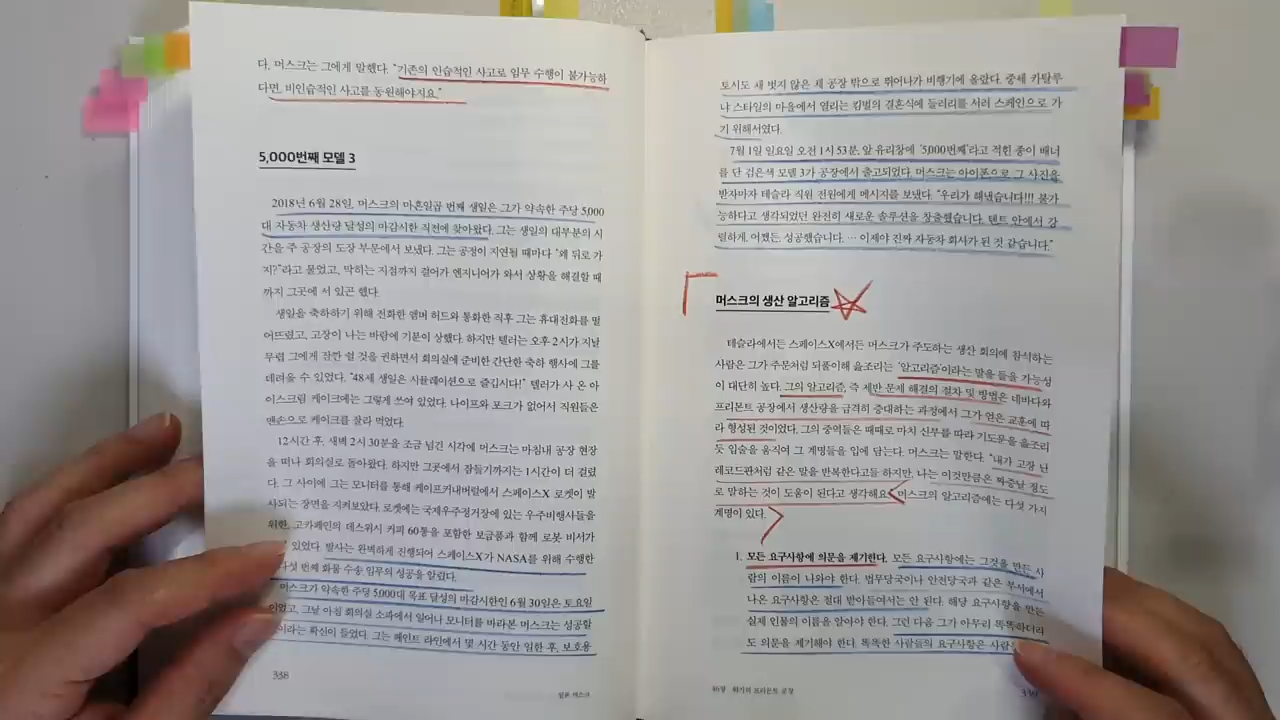 다. 머스크는 그에게 말했다. “기존의 인습적인 사고로 임무 수행이 불가능하
다면, 비인습적인 사고를 동원해야지요.”
5,000번째 모델 3
2018년 6월 28일, 머스크의 마흔일곱 번째 생일은 그가 약속한 주당 5,000
대 자동차 생산량 달성의 마감시한 직전에 찾아왔다. 그는 생일의 대부분의 시
간을 주 공장의 도장 부문에서 보냈다. 그는 공정이 지연될 때마다 “왜 뒤로 가
지?”라고 물었고, 막히는 지점까지 걸어가 엔지니어가 와서 상황을 해결할 때
까지 그곳에 서 있곤 했다.
생일을 축하하기 위해 전화한 앰버 허드와 통화한 직후 그는 휴대전화를 떨
어뜨렸고, 고장이 나는 바람에 기분이 상했다. 하지만 텔러는 오후 2시가 지날
무렵 그에게 잠깐 쉴 것을 권하면서 회의실에 준비한 간단한 축하 행사에 그를
데려올 수 있었다. “48세 생일은 시뮬레이션으로 즐깁시다!” 텔러가 사 온 아
이스크림 케이크에는 그렇게 쓰여 있었다. 나이프와 포크가 없어서 직원들은
맨손으로 케이크를 잘라 먹었다.
12시간 후, 새벽 2시 30분을 조금 넘긴 시각에 머스크는 마침내 공장 현장
을 떠나 회의실로 돌아왔다. 하지만 그곳에서 잠들기까지는 1시간이 더 걸렸
다. 그 사이에 그는 모니터를 통해 케이프커내버럴에서 스페이스X 로켓이 발
사되는 장면을 지켜보았다. 로켓에는 국제우주정거장에 있는 우주비행사들을
위한, 고카페인의 데스위시 커피 60통을 포함한 보급품과 함께 로봇 비서가
있었다. 발사는 완벽하게 진행되어 스페이스X가 NASA를 위해 수행한
다섯 번째 화물 수송 임무의 성공을 알렸다.
머스크가 약속한 주당 5,000대 목표 달성의 마감시한인 6월 30일은 토요일
이었고, 그날 아침 회의실 소파에서 일어나 모니터를 바라본 머스크는 성공할
이라는 확신이 들었다. 그는 페인트 라인에서 몇 시간 동안 일한 후, 보호용
338
일론 머스크
토시도 채 벗지 않은 채 공장 밖으로 뛰어나가 비행기에 올랐다. 중세 카탈루
냐 스타일의 마을에서 열리는 킴벌의 결혼식에 들러리를 서러 스페인으로 가
기 위해서였다.
7월 1일 일요일 오전 1시 53분, 앞 유리창에 ‘5,000번째’라고 적힌 종이 배너
를 단 검은색 모델 3가 공장에서 출고되었다. 머스크는 아이폰으로 그 사진을
받자마자 테슬라 직원 전원에게 메시지를 보냈다. “우리가 해냈습니다!!! 불가
능하다고 생각되었던 완전히 새로운 솔루션을 창출했습니다. 텐트 안에서 강
렬하게. 어쨌든, 성공했습니다. … 이제야 진짜 자동차 회사가 된 것 같습니다.”
머스크의 생산 알고리즘
테슬라에서든 스페이스X에서든 머스크가 주도하는 생산 회의에 참석하는
사람은 그가 주문처럼 되풀이해 읊조리는 ‘알고리즘’이라는 말을 들을 가능성
이 대단히 높다. 그의 알고리즘, 즉 제반 문제 해결의 절차 및 방법은 네바다와
프리몬트 공장에서 생산량을 급격히 증대하는 과정에서 그가 얻은 교훈에 따
라 형성된 것이었다. 그의 중역들은 때때로 마치 신부를 따라 기도문을 읊조리
듯 입술을 움직여 그 계명들을 입에 담는다. 머스크는 말한다. “내가 고장 난
레코드판처럼 같은 말을 반복한다고들 하지만, 나는 이것만큼은 짜증날 정도
로 말하는 것이 도움이 된다고 생각해요.” 머스크의 알고리즘에는 다섯 가지
계명이 있다.
1. 모든 요구사항에 의문을 제기한다. 모든 요구사항에는 그것을 만든 사
람의 이름이 나와야 한다. 법무당국이나 안전당국과 같은 부서에서
나온 요구사항은 절대 받아들여서는 안 된다. 해당 요구사항을 만든
실제 인물의 이름을 알아야 한다. 그런 다음 그가 아무리 똑똑하더라
도 의문을 제기해야 한다. 똑똑한 사람들의 요구사항은 사람들
46장 위기의 프리몬트 공장
339